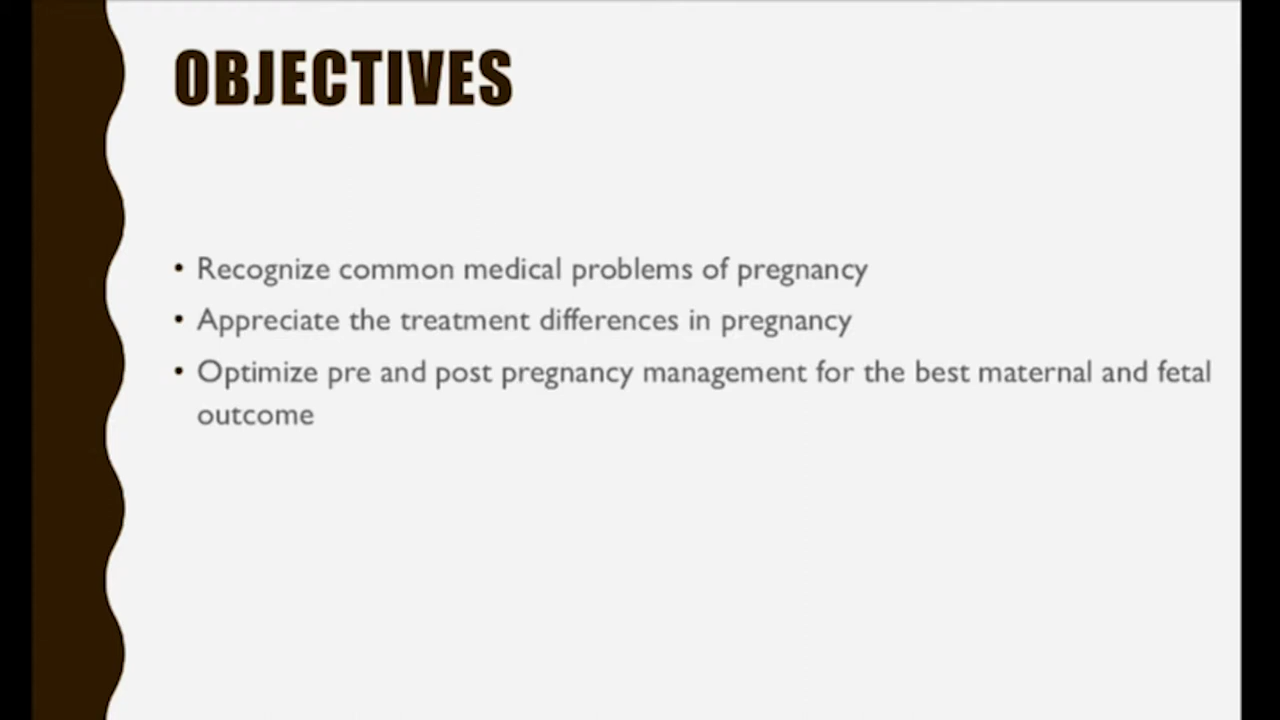 OBJECTIVES
• Recognize common medical problems of pregnancy
• Appreciate the treatment differences in pregnancy
• Optimize pre and post pregnancy management for the best maternal and fetal
outcome